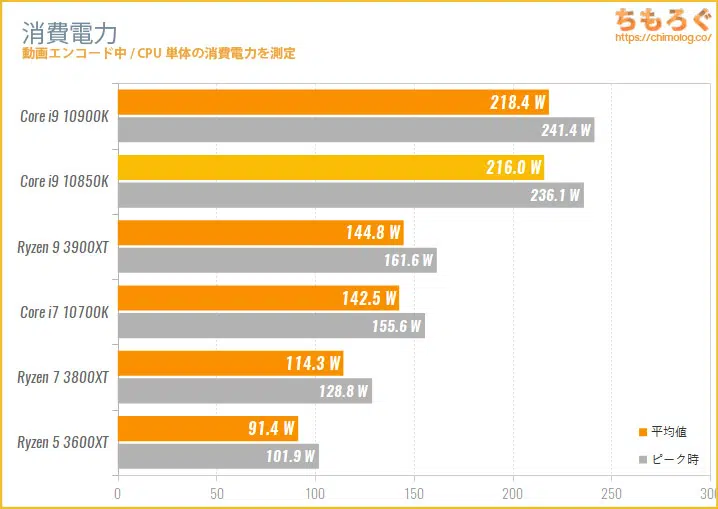 消費電力
動画エンコード中 / CPU 単体の消費電力を測定
ちもろぐ
https://chimolog.co/
Core i9 10900K
218.4 W
241.4 W
Core i9 10850K
216.0 W
236.1 W
Ryzen 9 3900XT
144.8 W
161.6 W
Core i7 10700K
142.5 W
155.6 W
Ryzen 7 3800XT
114.3 W
128.8 W
Ryzen 5 3600XT
91.4 W
101.9 W
平均値
ピーク時
0 50 100 150 200 250 300